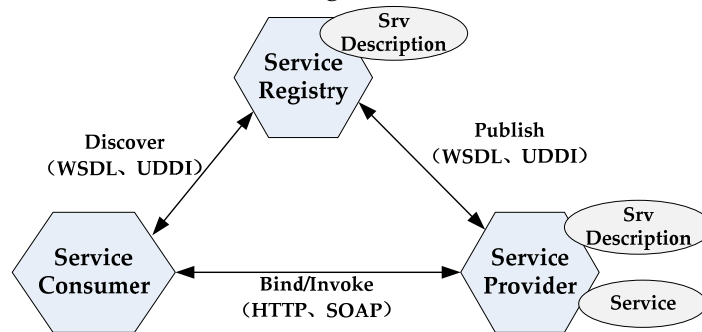 Srv
Description
Service
Registry
Discover
（WSDL、UDDI）
Publish
（WSDL、UDDI）
Srv
Description
Service
Consumer
Service
Provider
Bind/Invoke
（HTTP、SOAP）
Service